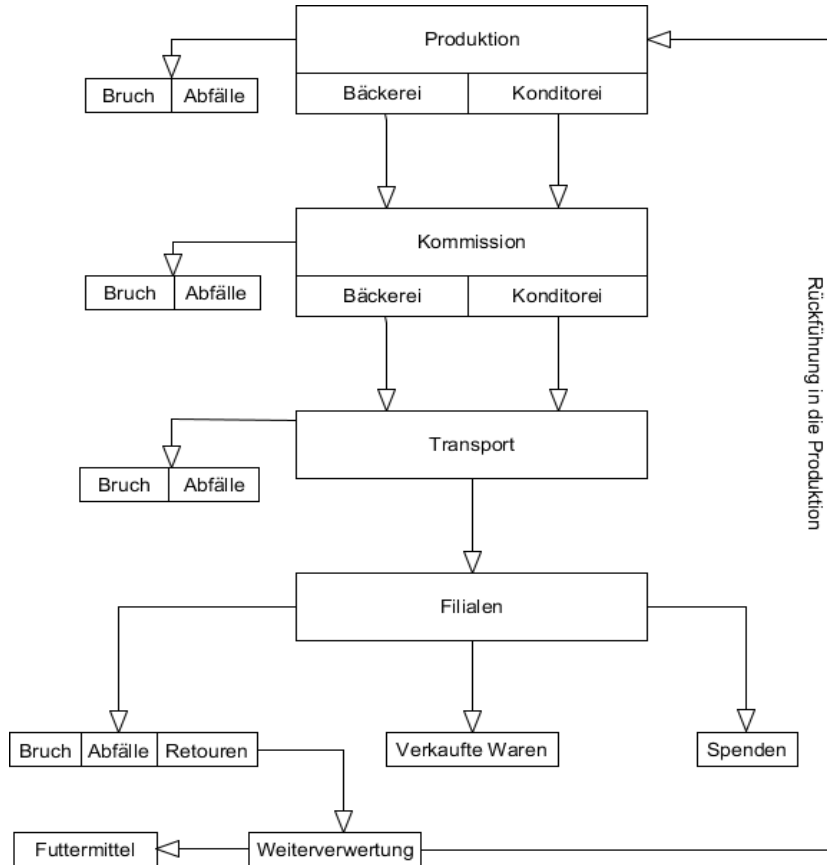 Produktion
Bruch Abfälle
Bäckerei Konditorei
Kommission
Bruch Abfälle
Bäckerei Konditorei
Rückführung in die Produktion
Transport
Bruch Abfälle
Filialen
Bruch Abfälle Retouren
Verkaufte Waren
Spenden
Futtermittel
Weiterverwertung